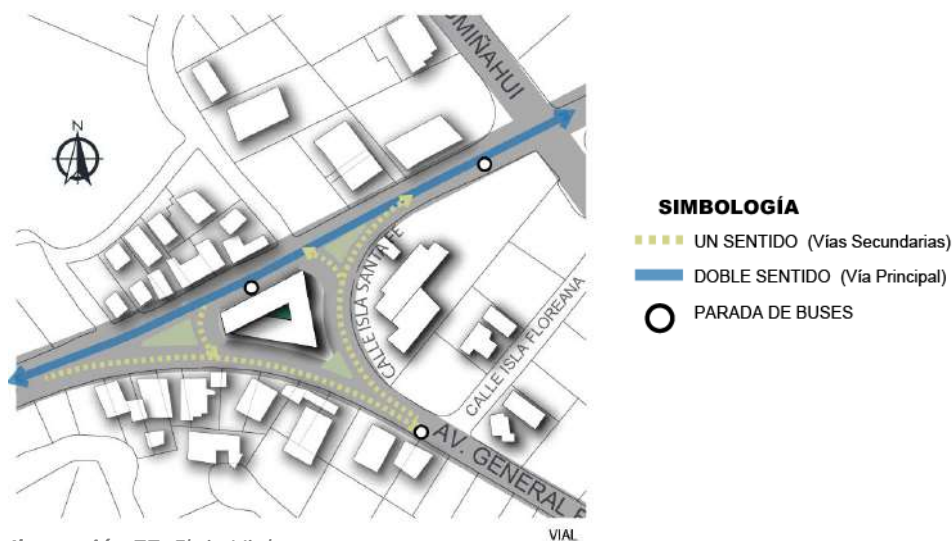 N
CALLE ISLA SANTA FE
CALLE ISLA FLOREANA
AV. GENERAL
SIMBOLOGÍA
UN SENTIDO (Vías Secundarias)
DOBLE SENTIDO (Vía Principal)
PARADA DE BUSES
VIAL